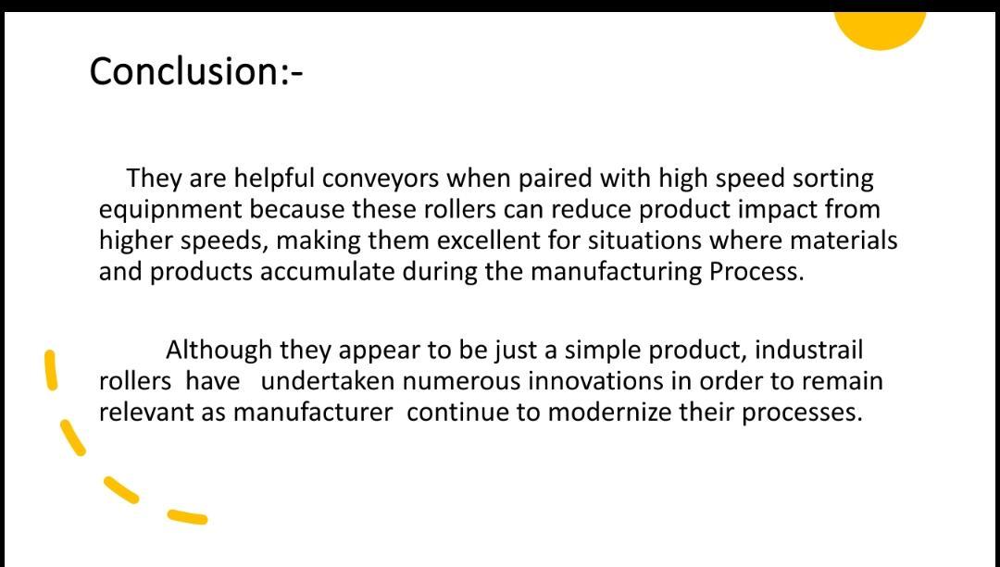 Conclusion:-
They are helpful conveyors when paired with high speed sorting
equipnment because these rollers can reduce product impact from
higher speeds, making them excellent for situations where materials
and products accumulate during the manufacturing Process.
Although they appear to be just a simple product, industrail
rollers have undertaken numerous innovations in order to remain
relevant as manufacturer continue to modernize their processes.